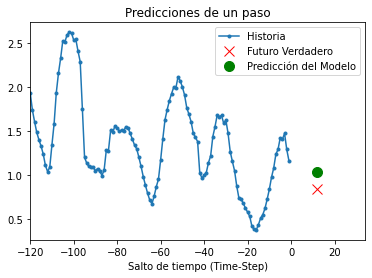 Predicciones de un paso
Historia
Futuro Verdadero
Predicción del Modelo
2.5
2.0
1.5
1.0
0.5
−120 −100 −80 −60 −40 −20 0 20
Salto de tiempo (Time-Step)